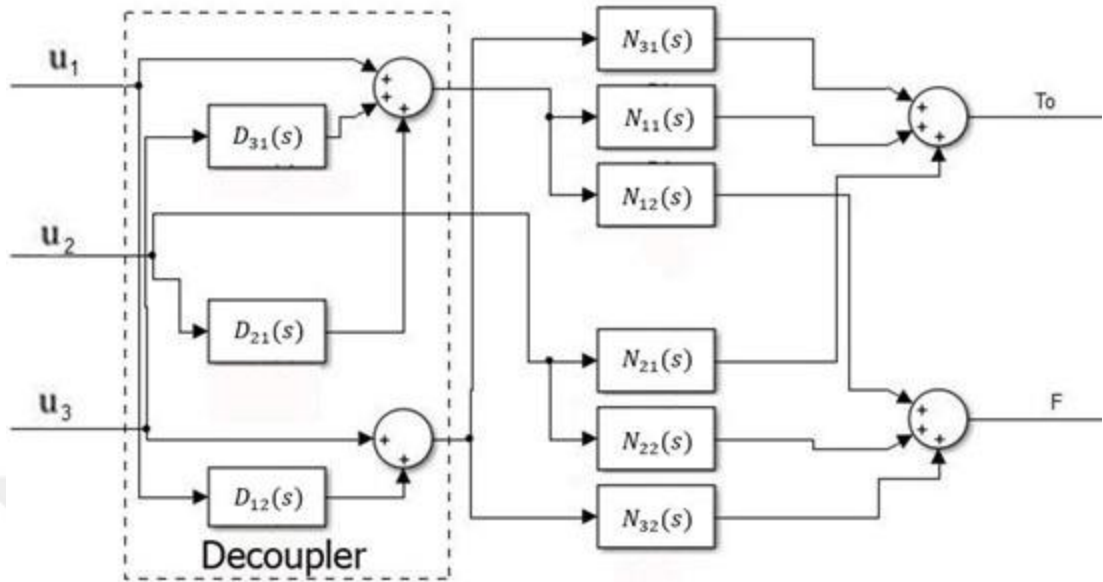 u₁
u₂
u₃
D₃₁(s)
D₂₁(s)
D₁₂(s)
+
+
+
+
+
Decoupler
N₃₁(s)
N₁₁(s)
N₁₂(s)
N₂₁(s)
N₂₂(s)
N₃₂(s)
+
+
+
To
+
+
+
F